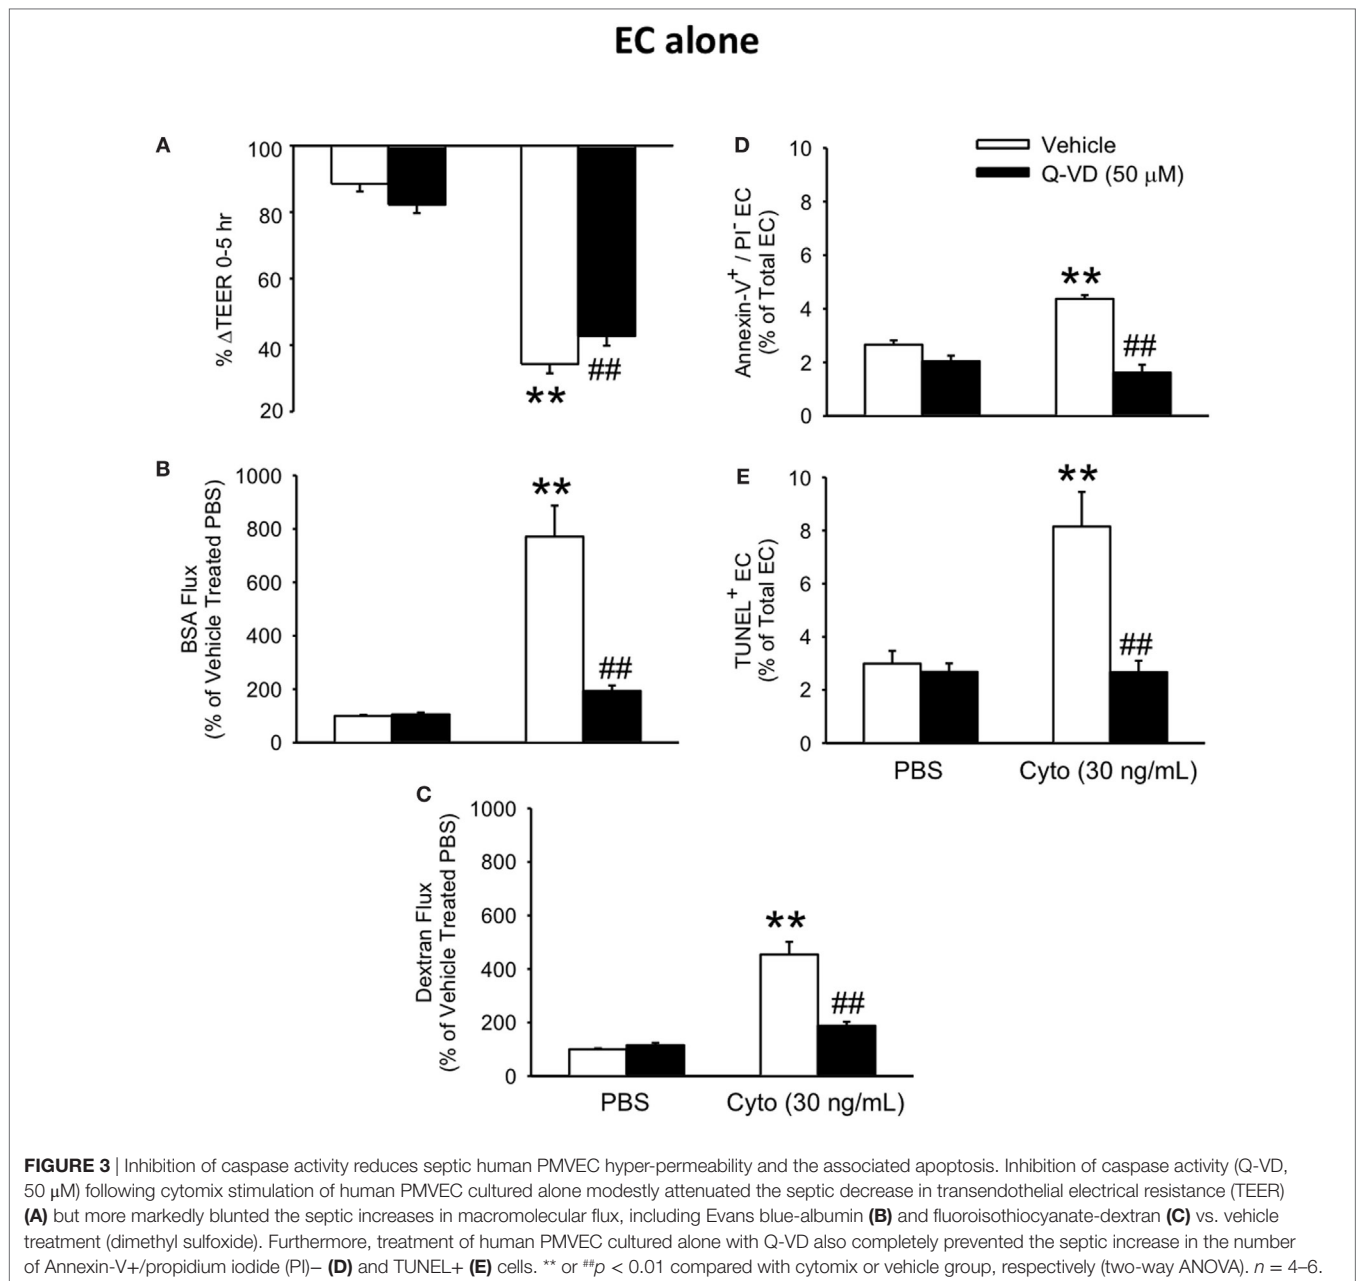 EC alone
A
100
80
60
40
20
% ΔTEER 0-5 hr
**
##
B
1000
800
600
400
200
0
BSA Flux
(% of Vehicle Treated PBS)
**
##
C
1000
800
600
400
200
0
Dextran Flux
(% of Vehicle Treated PBS)
**
##
PBS
Cyto (30 ng/mL)
D
Vehicle
Q-VD (50 μM)
10
8
6
4
2
0
Annexin-V⁺ / PI⁻ EC
(% of Total EC)
**
##
E
10
8
6
4
2
0
TUNEL⁺ EC
(% of Total EC)
**
##
PBS
Cyto (30 ng/mL)
FIGURE 3 | Inhibition of caspase activity reduces septic human PMVEC hyper-permeability and the associated apoptosis. Inhibition of caspase activity (Q-VD,
50 μM) following cytomix stimulation of human PMVEC cultured alone modestly attenuated the septic decrease in transendothelial electrical resistance (TEER)
(A) but more markedly blunted the septic increases in macromolecular flux, including Evans blue-albumin (B) and fluoroisothiocyanate-dextran (C) vs. vehicle
treatment (dimethyl sulfoxide). Furthermore, treatment of human PMVEC cultured alone with Q-VD also completely prevented the septic increase in the number
of Annexin-V+/propidium iodide (PI)− (D) and TUNEL+ (E) cells. ** or ##p < 0.01 compared with cytomix or vehicle group, respectively (two-way ANOVA). n = 4–6.